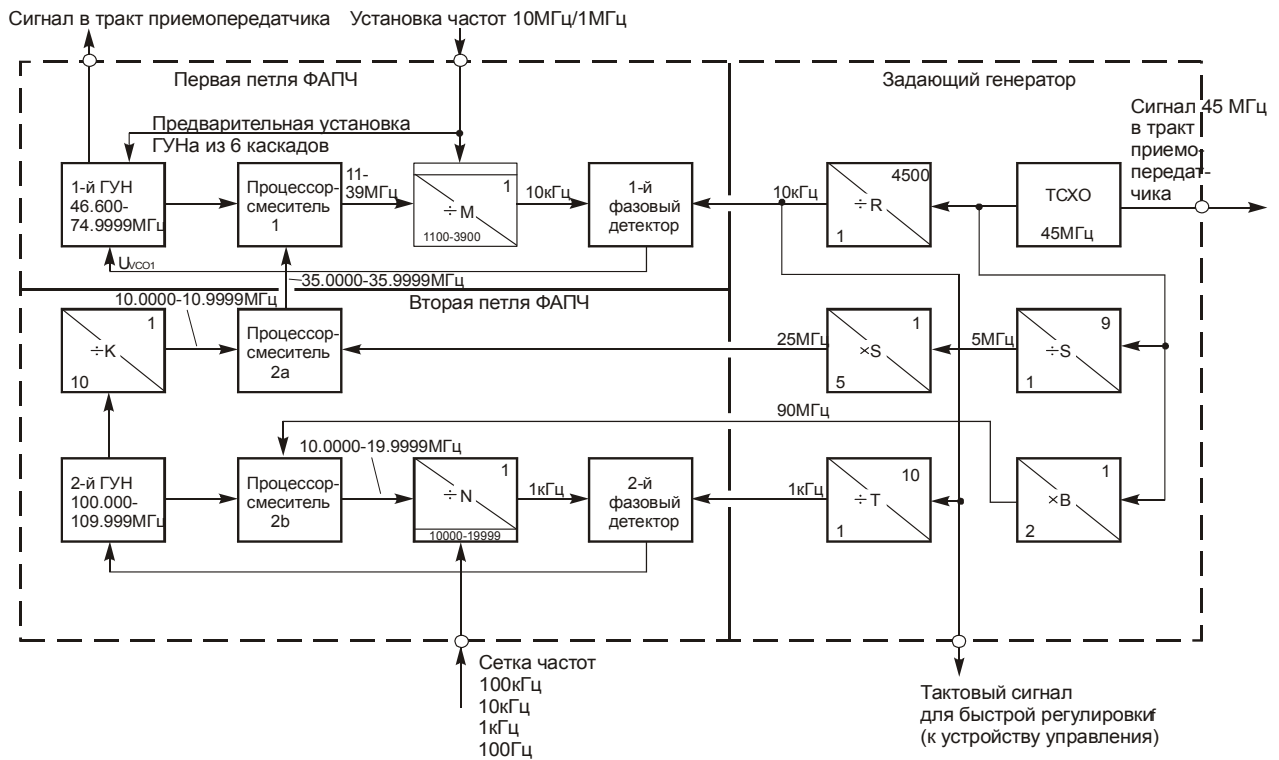 Сигнал в тракт приемопередатчика
Установка частот 10МГц/1МГц
Первая петля ФАПЧ
Задающий генератор
Предварительная установка
ГУНа из 6 каскадов
Сигнал 45 МГц
в тракт
приемо-
передат-
чика
1-й ГУН
46.600-
74.9999МГц
Процессор-
смеситель
1
11-
39МГц
1
÷M
1100-3900
10кГц
1-й
фазовый
детектор
10кГц
4500
÷R
1
ТСХО
45МГц
UVCO1
35.0000-35.9999МГц
10.0000-10.9999МГц
Вторая петля ФАПЧ
1
÷K
10
Процессор-
смеситель
2a
25МГц
1
×S
5
5МГц
9
÷S
1
90МГц
10.0000-19.9999МГц
2-й ГУН
100.000-
109.999МГц
Процессор-
смеситель
2b
1
÷N
10000-19999
1кГц
2-й
фазовый
детектор
1кГц
10
÷T
1
1
×B
2
Сетка частот
100кГц
10кГц
1кГц
100Гц
Тактовый сигнал
для быстрой регулировки f
(к устройству управления)